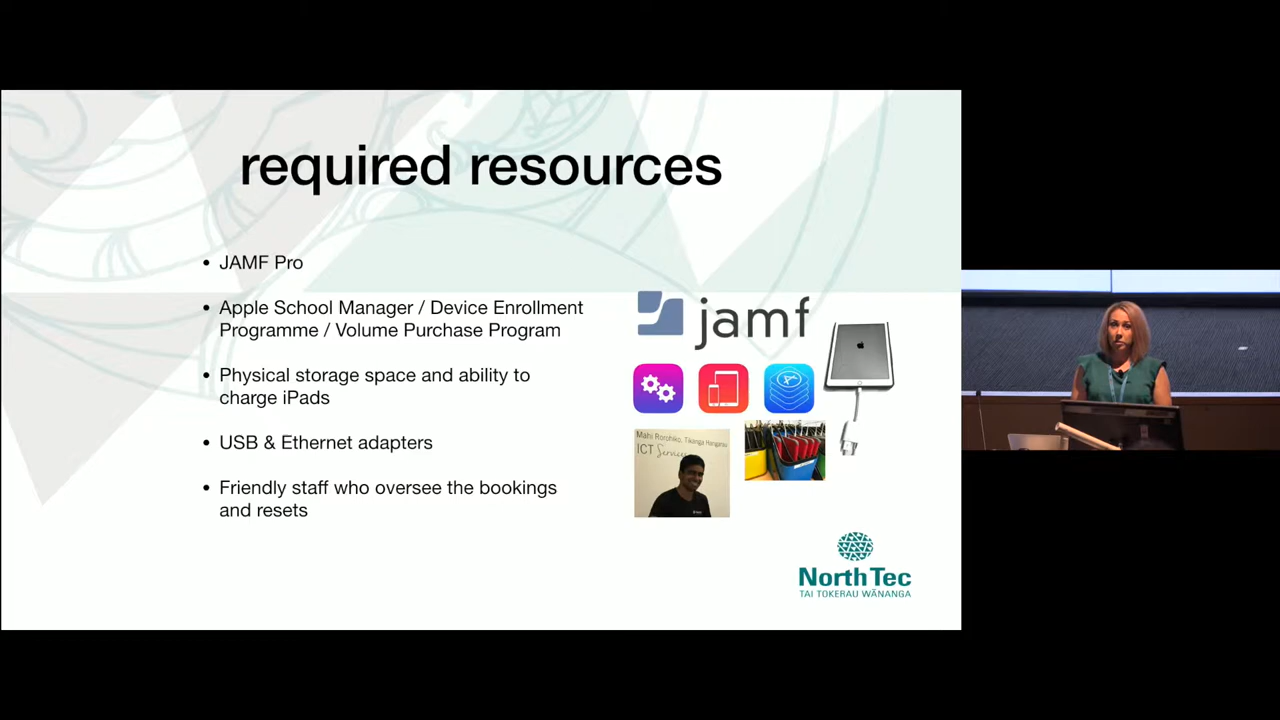 required resources
• JAMF Pro
• Apple School Manager / Device Enrollment
Programme / Volume Purchase Program
• Physical storage space and ability to
charge iPads
• USB & Ethernet adapters
• Friendly staff who oversee the bookings
and resets
jamf
Mahi Rorohiko, Tikanga Hangarau
ICT Services
NorthTec
TAI TOKERAU WĀNANGA